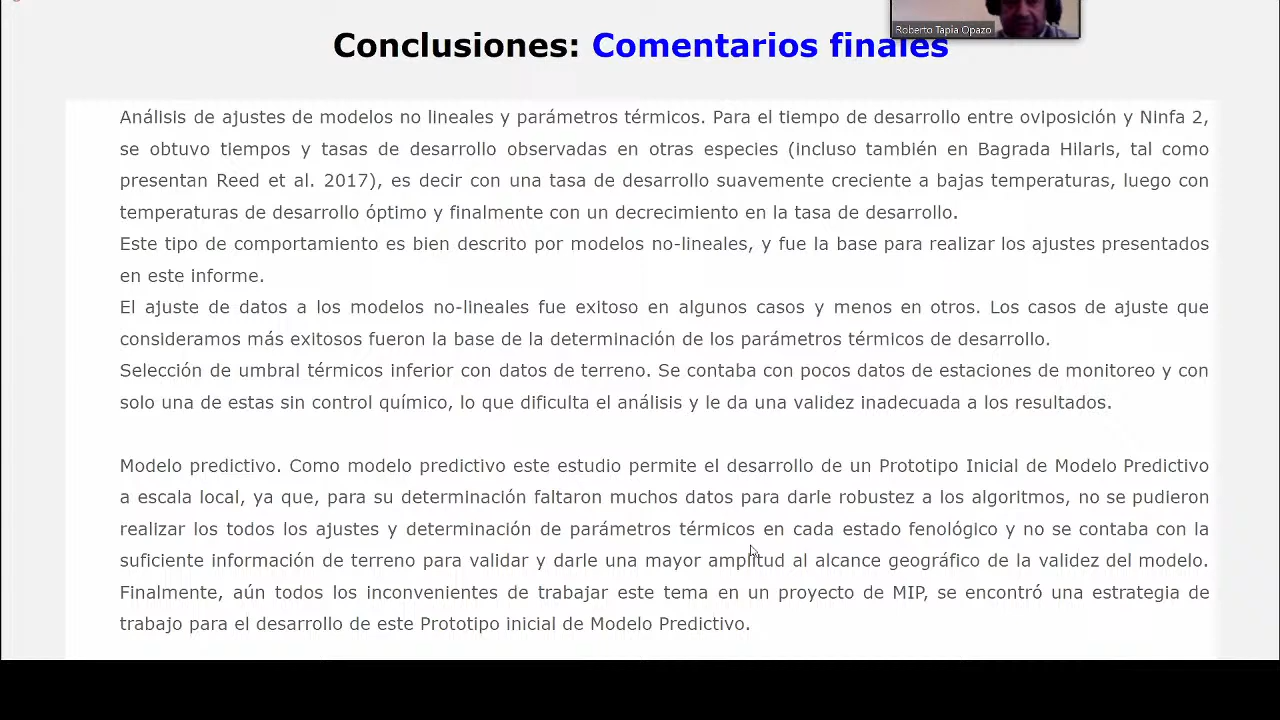 Roberto Tapia Opazo
Conclusiones: Comentarios finales
Análisis de ajustes de modelos no lineales y parámetros térmicos. Para el tiempo de desarrollo entre oviposición y Ninfa 2,
se obtuvo tiempos y tasas de desarrollo observadas en otras especies (incluso también en Bagrada Hilaris, tal como
presentan Reed et al. 2017), es decir con una tasa de desarrollo suavemente creciente a bajas temperaturas, luego con
temperaturas de desarrollo óptimo y finalmente con un decrecimiento en la tasa de desarrollo.
Este tipo de comportamiento es bien descrito por modelos no-lineales, y fue la base para realizar los ajustes presentados
en este informe.
El ajuste de datos a los modelos no-lineales fue exitoso en algunos casos y menos en otros. Los casos de ajuste que
consideramos más exitosos fueron la base de la determinación de los parámetros térmicos de desarrollo.
Selección de umbral térmicos inferior con datos de terreno. Se contaba con pocos datos de estaciones de monitoreo y con
solo una de estas sin control químico, lo que dificulta el análisis y le da una validez inadecuada a los resultados.
Modelo predictivo. Como modelo predictivo este estudio permite el desarrollo de un Prototipo Inicial de Modelo Predictivo
a escala local, ya que, para su determinación faltaron muchos datos para darle robustez a los algoritmos, no se pudieron
realizar los todos los ajustes y determinación de parámetros térmicos en cada estado fenológico y no se contaba con la
suficiente información de terreno para validar y darle una mayor amplitud al alcance geográfico de la validez del modelo.
Finalmente, aún todos los inconvenientes de trabajar este tema en un proyecto de MIP, se encontró una estrategia de
trabajo para el desarrollo de este Prototipo inicial de Modelo Predictivo.